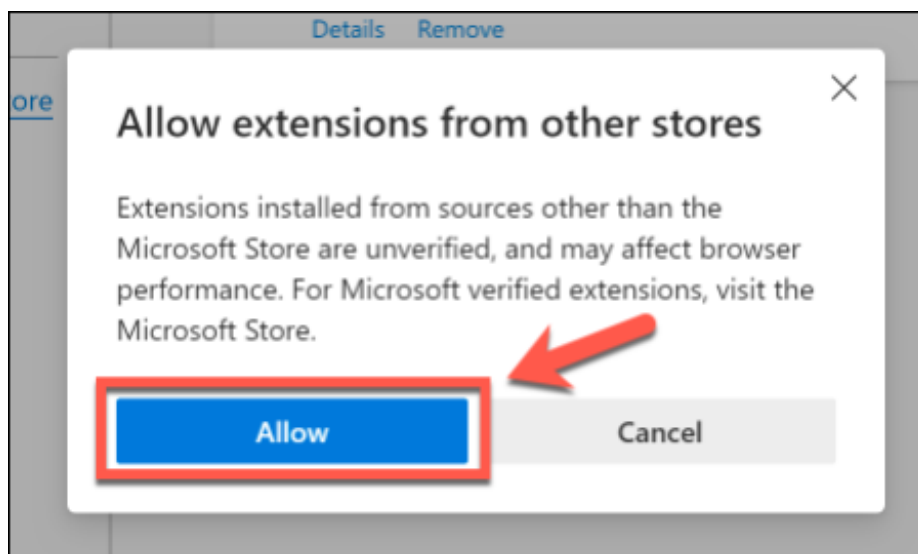 Details Remove
ore
Allow extensions from other stores
Extensions installed from sources other than the
Microsoft Store are unverified, and may affect browser
performance. For Microsoft verified extensions, visit the
Microsoft Store.
Allow Cancel